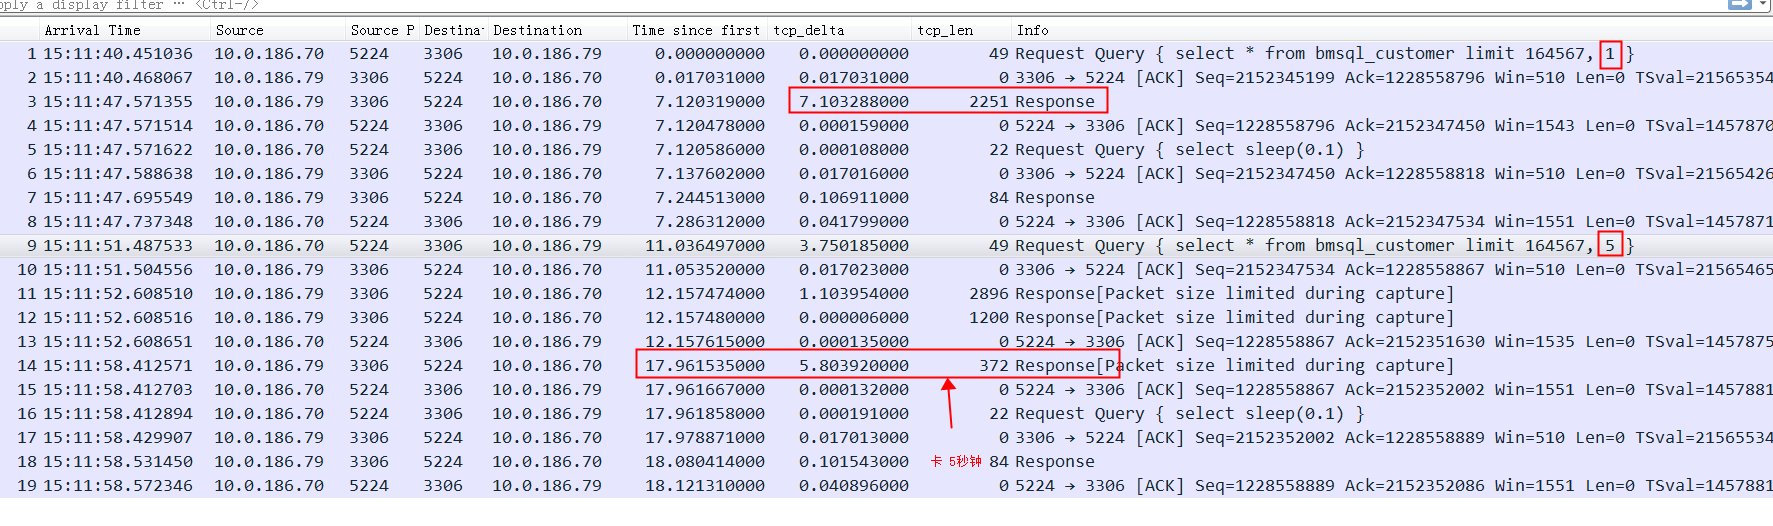 pply a display filter … <Ctrl-/>
Arrival Time Source Source P Destinat Destination Time since first tcp_delta tcp_len Info
1 15:11:40.451036 10.0.186.70 5224 3306 10.0.186.79 0.000000000 0.000000000 49 Request Query { select * from bmsql_customer limit 164567, 1 }
2 15:11:40.468067 10.0.186.79 3306 5224 10.0.186.70 0.017031000 0.017031000 0 3306 → 5224 [ACK] Seq=2152345199 Ack=1228558796 Win=510 Len=0 TSval=21565354
3 15:11:47.571355 10.0.186.79 3306 5224 10.0.186.70 7.120319000 7.103288000 2251 Response
4 15:11:47.571514 10.0.186.70 5224 3306 10.0.186.79 7.120478000 0.000159000 0 5224 → 3306 [ACK] Seq=1228558796 Ack=2152347450 Win=1543 Len=0 TSval=1457870
5 15:11:47.571622 10.0.186.70 5224 3306 10.0.186.79 7.120586000 0.000108000 22 Request Query { select sleep(0.1) }
6 15:11:47.588638 10.0.186.79 3306 5224 10.0.186.70 7.137602000 0.017016000 0 3306 → 5224 [ACK] Seq=2152347450 Ack=1228558818 Win=510 Len=0 TSval=21565426
7 15:11:47.695549 10.0.186.79 3306 5224 10.0.186.70 7.244513000 0.106911000 84 Response
8 15:11:47.737348 10.0.186.70 5224 3306 10.0.186.79 7.286312000 0.041799000 0 5224 → 3306 [ACK] Seq=1228558818 Ack=2152347534 Win=1551 Len=0 TSval=1457871
9 15:11:51.487533 10.0.186.70 5224 3306 10.0.186.79 11.036497000 3.750185000 49 Request Query { select * from bmsql_customer limit 164567, 5 }
10 15:11:51.504556 10.0.186.79 3306 5224 10.0.186.70 11.053520000 0.017023000 0 3306 → 5224 [ACK] Seq=2152347534 Ack=1228558867 Win=510 Len=0 TSval=21565465
11 15:11:52.608510 10.0.186.79 3306 5224 10.0.186.70 12.157474000 1.103954000 2896 Response[Packet size limited during capture]
12 15:11:52.608516 10.0.186.79 3306 5224 10.0.186.70 12.157480000 0.000006000 1200 Response[Packet size limited during capture]
13 15:11:52.608651 10.0.186.70 5224 3306 10.0.186.79 12.157615000 0.000135000 0 5224 → 3306 [ACK] Seq=1228558867 Ack=2152351630 Win=1535 Len=0 TSval=1457875
14 15:11:58.412571 10.0.186.79 3306 5224 10.0.186.70 17.961535000 5.803920000 372 Response[Packet size limited during capture]
15 15:11:58.412703 10.0.186.70 5224 3306 10.0.186.79 17.961667000 0.000132000 0 5224 → 3306 [ACK] Seq=1228558867 Ack=2152352002 Win=1551 Len=0 TSval=1457881
16 15:11:58.412894 10.0.186.70 5224 3306 10.0.186.79 17.961858000 0.000191000 22 Request Query { select sleep(0.1) }
17 15:11:58.429907 10.0.186.79 3306 5224 10.0.186.70 17.978871000 0.017013000 0 3306 → 5224 [ACK] Seq=2152352002 Ack=1228558889 Win=510 Len=0 TSval=21565534
18 15:11:58.531450 10.0.186.79 3306 5224 10.0.186.70 18.080414000 0.101543000 卡 5秒钟 84 Response
19 15:11:58.572346 10.0.186.70 5224 3306 10.0.186.79 18.121310000 0.040896000 0 5224 → 3306 [ACK] Seq=1228558889 Ack=2152352086 Win=1551 Len=0 TSval=1457881